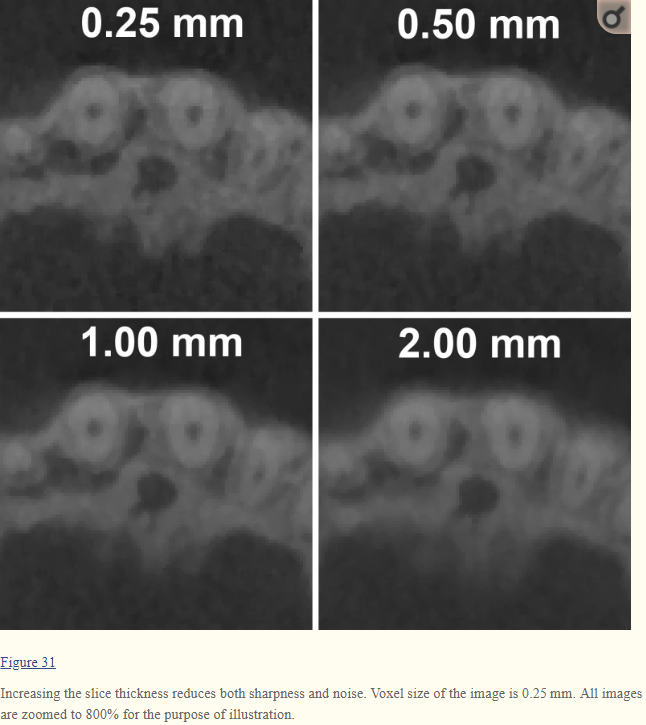 0.25 mm
0.50 mm
1.00 mm
2.00 mm
Figure 31
Increasing the slice thickness reduces both sharpness and noise. Voxel size of the image is 0.25 mm. All images
are zoomed to 800% for the purpose of illustration.